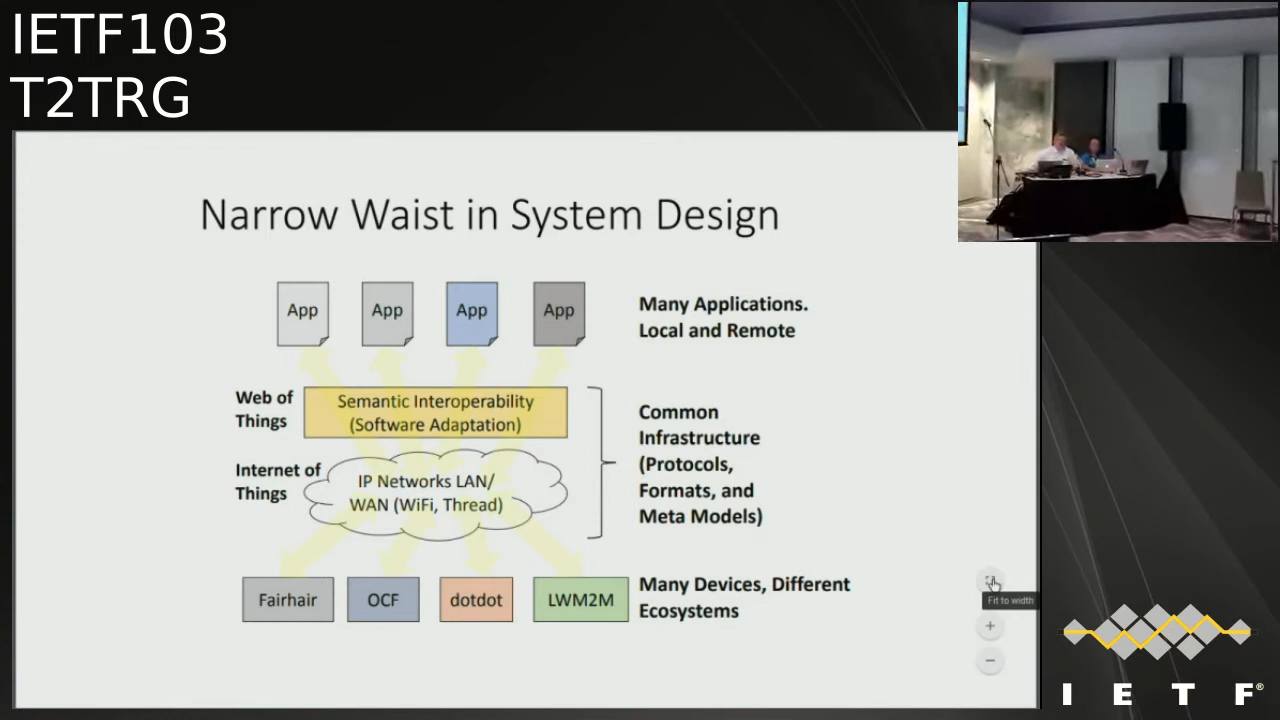 IETF103
T2TRG
Narrow Waist in System Design
App
App
App
App
Many Applications.
Local and Remote
Web of
Things
Semantic Interoperability
(Software Adaptation)
Internet of
Things
IP Networks LAN/
WAN (WiFi, Thread)
Common
Infrastructure
(Protocols,
Formats, and
Meta Models)
Fairhair
OCF
dotdot
LWM2M
Many Devices, Different
Ecosystems
Fit to width
+
−
I E T F®